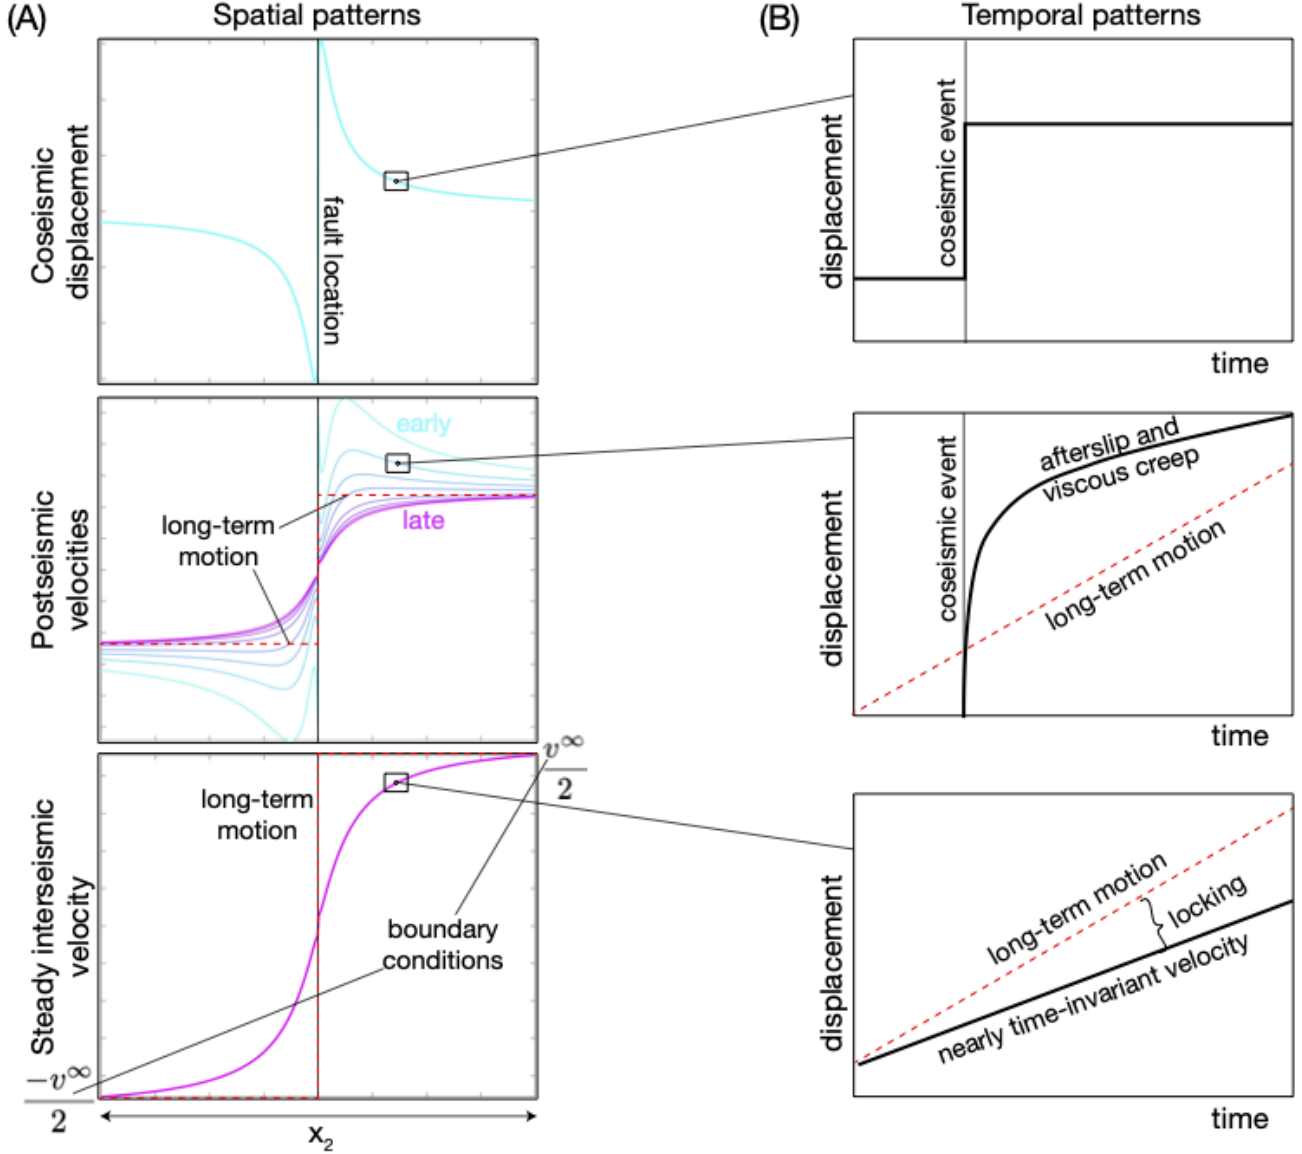 (A)
Spatial patterns
(B)
Temporal patterns
Coseismic
displacement
fault location
displacement
coseismic event
time
Postseismic
velocities
early
late
long-term
motion
displacement
coseismic event
afterslip and
viscous creep
long-term motion
time
Steady interseismic
velocity
long-term
motion
v∞
2
boundary
conditions
−v∞
2
x₂
displacement
long-term motion
locking
nearly time-invariant velocity
time